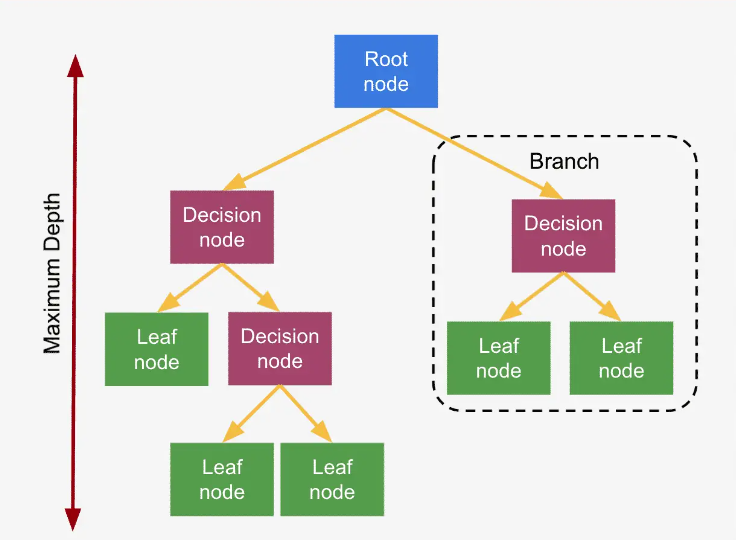 Root
node
Branch
Decision
node
Decision
node
Maximum Depth
Leaf
node
Decision
node
Leaf
node
Leaf
node
Leaf
node
Leaf
node